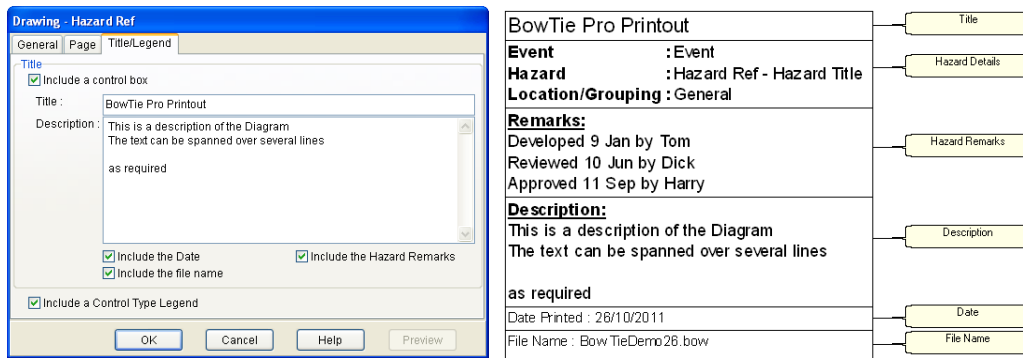 Drawing - Hazard Ref
General Page Title/Legend
Title
Include a control box
Title : BowTie Pro Printout
Description : This is a description of the Diagram
The text can be spanned over several lines
as required
Include the Date Include the Hazard Remarks
Include the file name
Include a Control Type Legend
OK Cancel Help Preview
BowTie Pro Printout
Title
Event : Event
Hazard : Hazard Ref - Hazard Title
Location/Grouping : General
Hazard Details
Remarks:
Developed 9 Jan by Tom
Reviewed 10 Jun by Dick
Approved 11 Sep by Harry
Hazard Remarks
Description:
This is a description of the Diagram
The text can be spanned over several lines
as required
Description
Date Printed : 26/10/2011
Date
File Name : Bow TieDemo26.bow
File Name